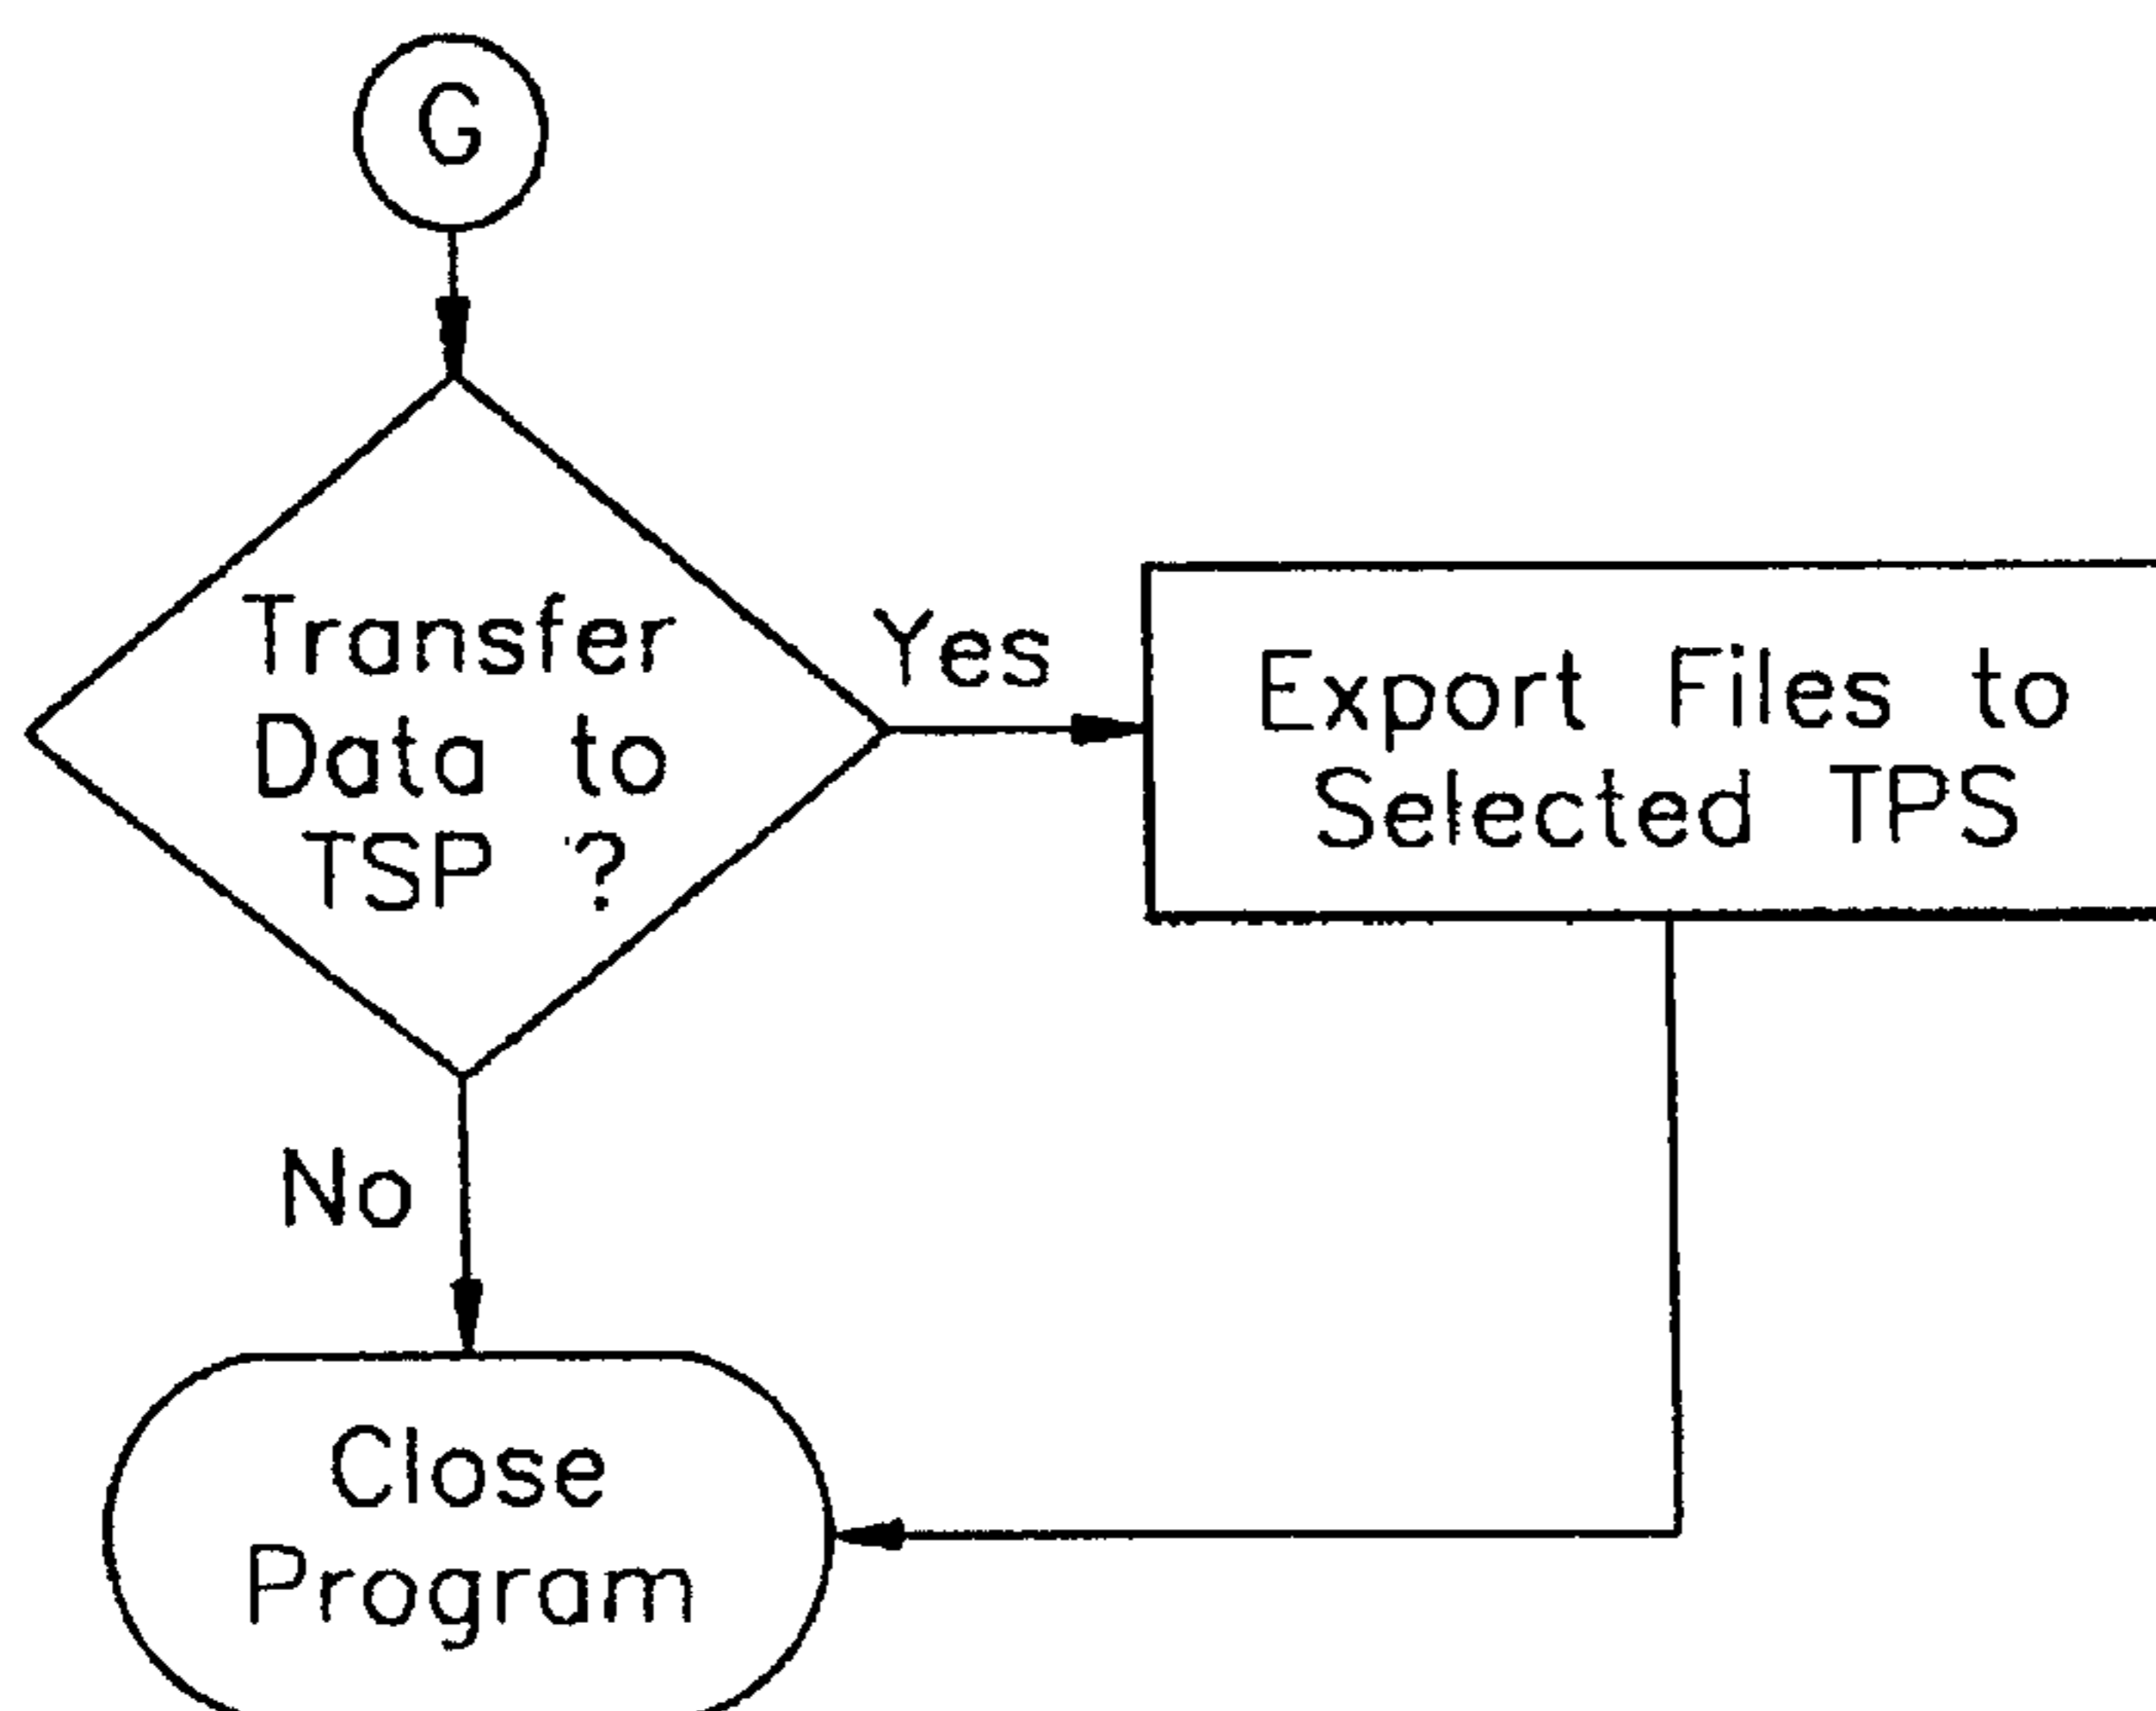 G
Transfer
Data to
TSP ?
Yes
Export Files to
Selected TPS
No
Close
Program